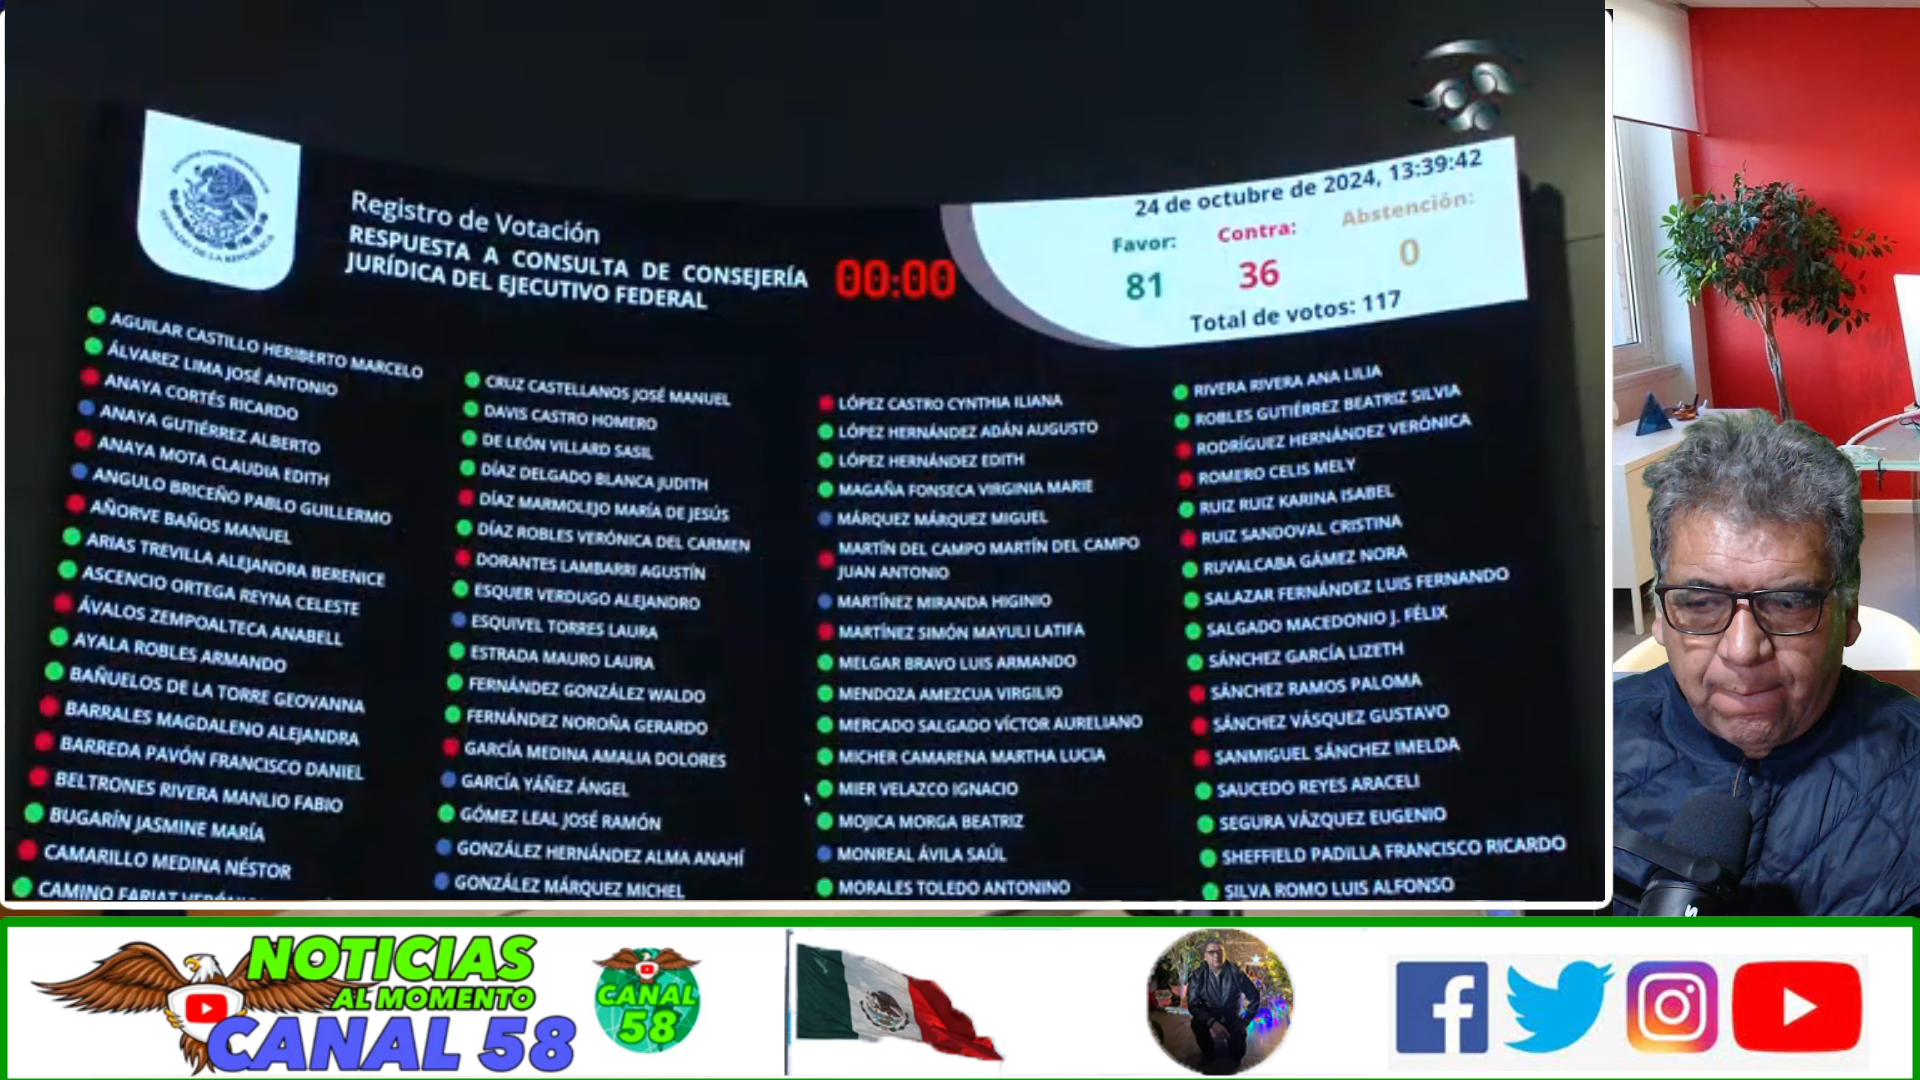 Registro de Votación
RESPUESTA A CONSULTA DE CONSEJERÍA
JURÍDICA DEL EJECUTIVO FEDERAL
00:00
24 de octubre de 2024, 13:39:42
Favor:
Contra:
Abstención:
81
36
0
Total de votos: 117
AGUILAR CASTILLO HERIBERTO MARCELO
ÁLVAREZ LIMA JOSÉ ANTONIO
ANAYA CORTÉS RICARDO
ANAYA GUTIÉRREZ ALBERTO
ANAYA MOTA CLAUDIA EDITH
ANGULO BRICEÑO PABLO GUILLERMO
AÑORVE BAÑOS MANUEL
ARIAS TREVILLA ALEJANDRA BERENICE
ASCENCIO ORTEGA REYNA CELESTE
ÁVALOS ZEMPOALTECA ANABELL
AYALA ROBLES ARMANDO
BAÑUELOS DE LA TORRE GEOVANNA
BARRALES MAGDALENO ALEJANDRA
BARREDA PAVÓN FRANCISCO DANIEL
BELTRONES RIVERA MANLIO FABIO
BUGARÍN JASMINE MARÍA
CAMARILLO MEDINA NÉSTOR
CAMINO FARIAT
CRUZ CASTELLANOS JOSÉ MANUEL
DAVIS CASTRO HOMERO
DE LEÓN VILLARD SASIL
DÍAZ DELGADO BLANCA JUDITH
DÍAZ MARMOLEJO MARÍA DE JESÚS
DÍAZ ROBLES VERÓNICA DEL CARMEN
DORANTES LAMBARRI AGUSTÍN
ESQUER VERDUGO ALEJANDRO
ESQUIVEL TORRES LAURA
ESTRADA MAURO LAURA
FERNÁNDEZ GONZÁLEZ WALDO
FERNÁNDEZ NOROÑA GERARDO
GARCÍA MEDINA AMALIA DOLORES
GARCÍA YÁÑEZ ÁNGEL
GÓMEZ LEAL JOSÉ RAMÓN
GONZÁLEZ HERNÁNDEZ ALMA ANAHÍ
GONZÁLEZ MÁRQUEZ MICHEL
LÓPEZ CASTRO CYNTHIA ILIANA
LÓPEZ HERNÁNDEZ ADÁN AUGUSTO
LÓPEZ HERNÁNDEZ EDITH
MAGAÑA FONSECA VIRGINIA MARIE
MÁRQUEZ MÁRQUEZ MIGUEL
MARTÍN DEL CAMPO MARTÍN DEL CAMPO
JUAN ANTONIO
MARTÍNEZ MIRANDA HIGINIO
MARTÍNEZ SIMÓN MAYULI LATIFA
MELGAR BRAVO LUIS ARMANDO
MENDOZA AMEZCUA VIRGILIO
MERCADO SALGADO VÍCTOR AURELIANO
MICHER CAMARENA MARTHA LUCIA
MIER VELAZCO IGNACIO
MOJICA MORGA BEATRIZ
MONREAL ÁVILA SAÚL
MORALES TOLEDO ANTONINO
RIVERA RIVERA ANA LILIA
ROBLES GUTIÉRREZ BEATRIZ SILVIA
RODRÍGUEZ HERNÁNDEZ VERÓNICA
ROMERO CELIS MELY
RUIZ RUIZ KARINA ISABEL
RUIZ SANDOVAL CRISTINA
RUVALCABA GÁMEZ NORA
SALAZAR FERNÁNDEZ LUIS FERNANDO
SALGADO MACEDONIO J. FÉLIX
SÁNCHEZ GARCÍA LIZETH
SÁNCHEZ RAMOS PALOMA
SÁNCHEZ VÁSQUEZ GUSTAVO
SANMIGUEL SÁNCHEZ IMELDA
SAUCEDO REYES ARACELI
SEGURA VÁZQUEZ EUGENIO
SHEFFIELD PADILLA FRANCISCO RICARDO
SILVA ROMO LUIS ALFONSO
NOTICIAS
AL MOMENTO
CANAL 58
CANAL
58